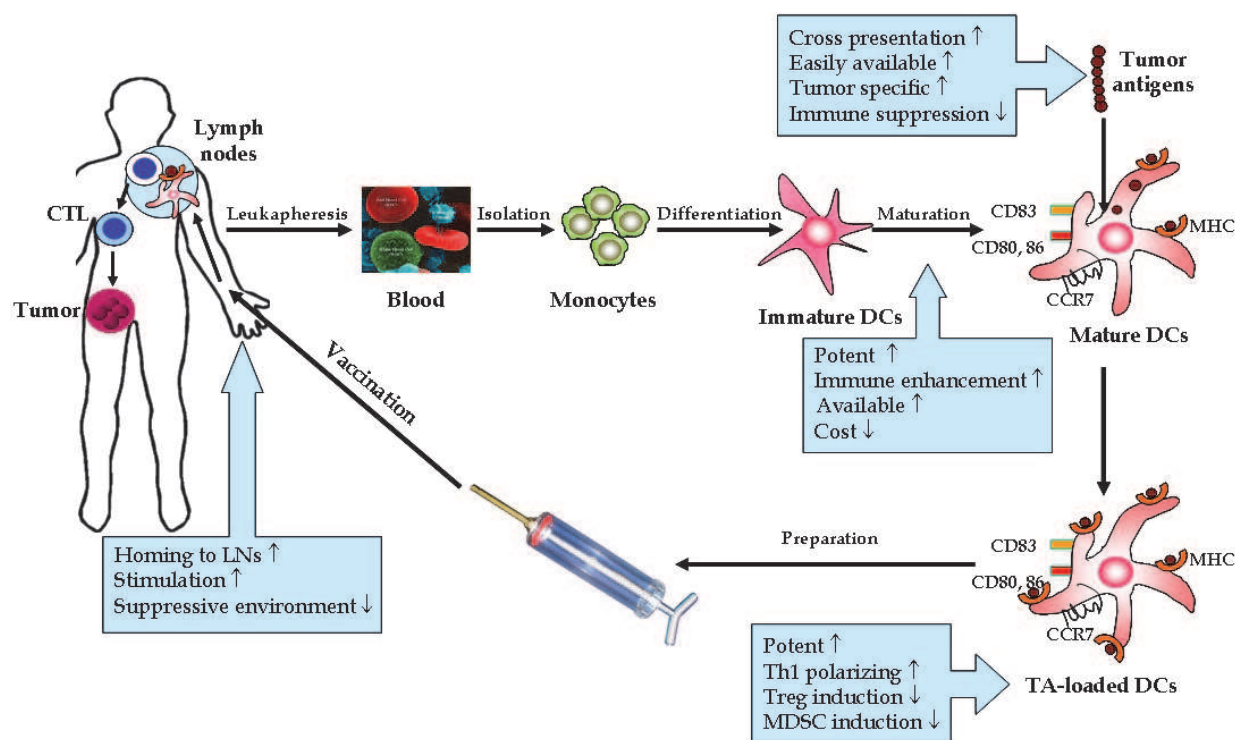 Cross presentation ↑
Easily available ↑
Tumor specific ↑
Immune suppression ↓
Tumor
antigens
Lymph
nodes
CTL
Tumor
Leukapheresis
Blood
Isolation
Monocytes
Differentiation
Immature DCs
Maturation
CD83
CD80, 86
MHC
CCR7
Mature DCs
Potent ↑
Immune enhancement ↑
Available ↑
Cost ↓
Vaccination
Homing to LNs ↑
Stimulation ↑
Suppressive environment ↓
Preparation
CD83
CD80, 86
MHC
CCR7
TA-loaded DCs
Potent ↑
Th1 polarizing ↑
Treg induction ↓
MDSC induction ↓